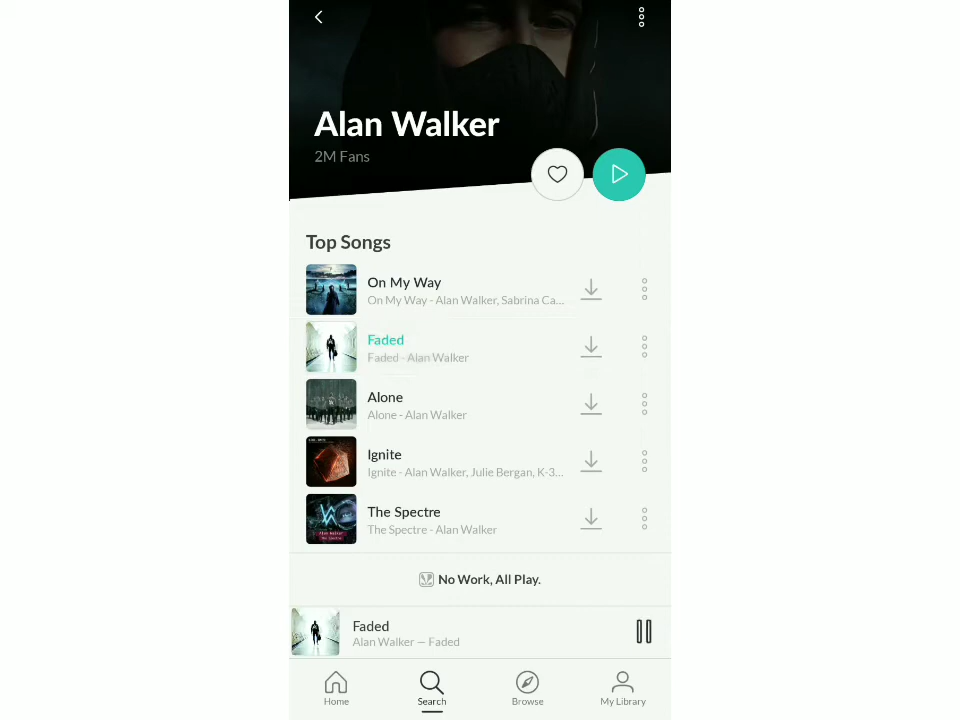 Alan Walker
2M Fans
Top Songs
On My Way
On My Way - Alan Walker, Sabrina Ca...
Faded
Faded - Alan Walker
Alone
Alone - Alan Walker
Ignite
Ignite - Alan Walker, Julie Bergan, K-3...
The Spectre
The Spectre - Alan Walker
No Work, All Play.
Faded
Alan Walker — Faded
Home
Search
Browse
My Library